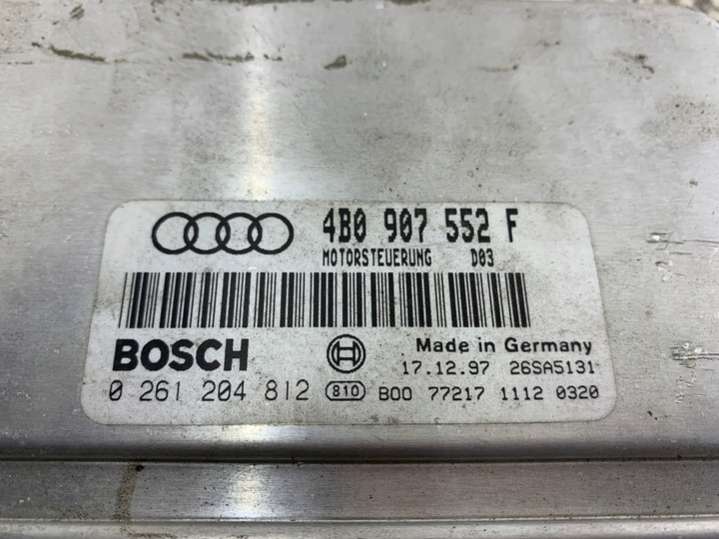 4B0 907 552 F
MOTORSTEUERUNG D03
BOSCH
Made in Germany
17.12.97 26SA5131
0 261 204 812 810 B00 77217 1112 0320